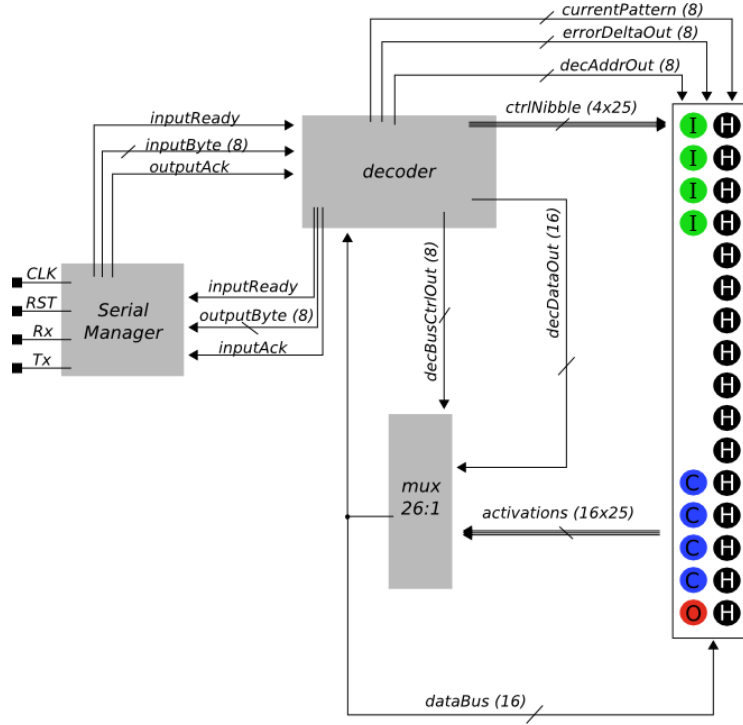 currentPattern (8)
errorDeltaOut (8)
decAddrOut (8)
ctrlNibble (4x25)
inputReady
inputByte (8)
outputAck
decoder
I H
I H
I H
I H
H
H
H
H
H
H
H
C H
C H
C H
C H
O H
CLK
RST
Rx
Tx
Serial
Manager
inputReady
outputByte (8)
inputAck
decBusCtrlOut (8)
decDataOut (16)
mux
26:1
activations (16x25)
dataBus (16)